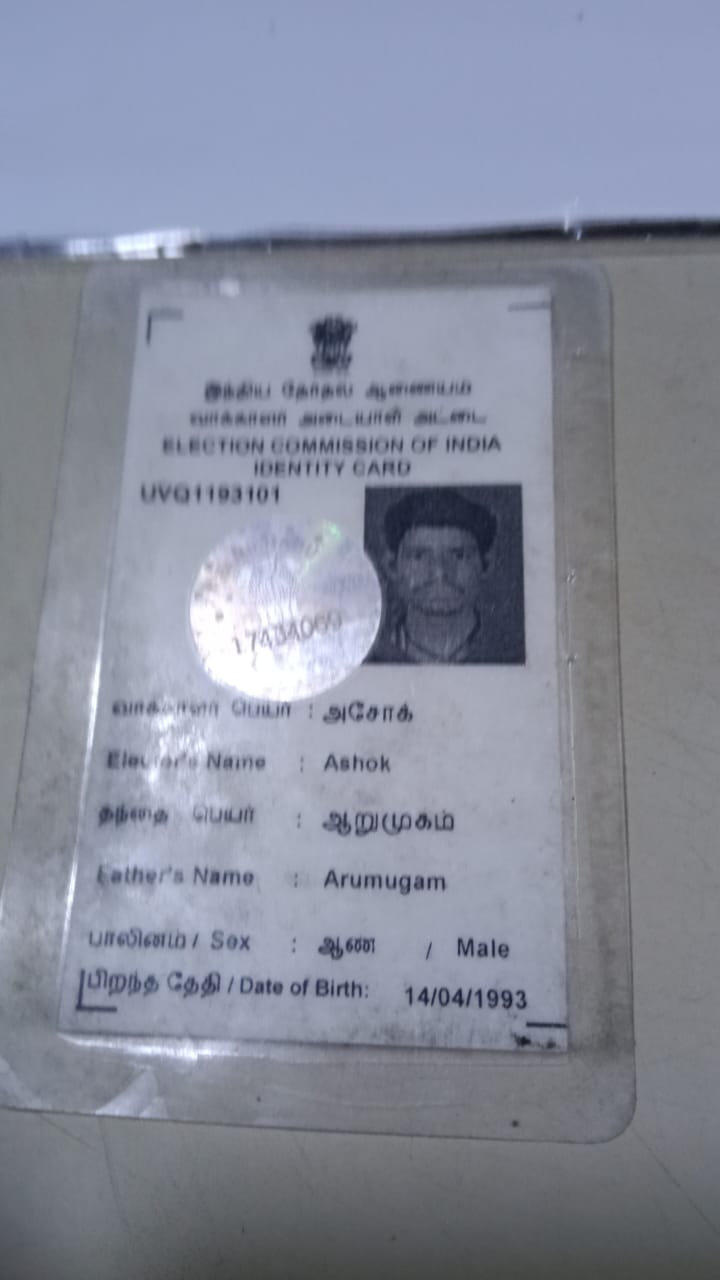 இந்திய தேர்தல் ஆணையம்
வாக்காளர் அடையாள அட்டை
ELECTION COMMISSION OF INDIA
IDENTITY CARD
UVQ1193101
வாக்காளர் பெயர் : அசோக்
Elector's Name : Ashok
தந்தை பெயர் : ஆறுமுகம்
Father's Name : Arumugam
பாலினம் / Sex : ஆண் / Male
பிறந்த தேதி / Date of Birth: 14/04/1993